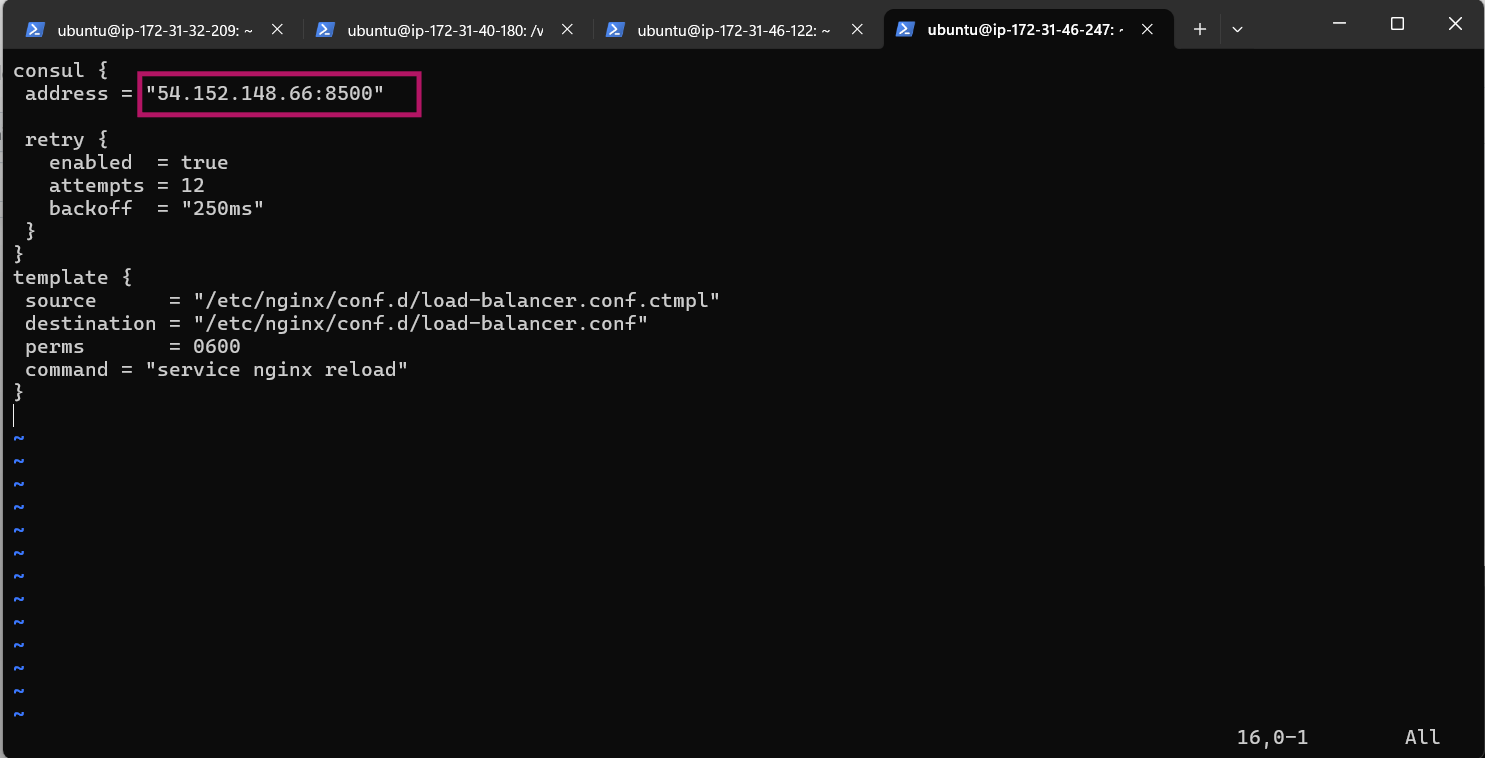 ubuntu@ip-172-31-32-209: ~
ubuntu@ip-172-31-40-180: /v
ubuntu@ip-172-31-46-122: ~
ubuntu@ip-172-31-46-247: ~
consul {
 address = "54.152.148.66:8500"
 retry {
   enabled  = true
   attempts = 12
   backoff  = "250ms"
 }
}
template {
 source      = "/etc/nginx/conf.d/load-balancer.conf.ctmpl"
 destination = "/etc/nginx/conf.d/load-balancer.conf"
 perms       = 0600
 command = "service nginx reload"
}
~
~
~
~
~
~
~
~
~
~
~
~
~
16,0-1 All